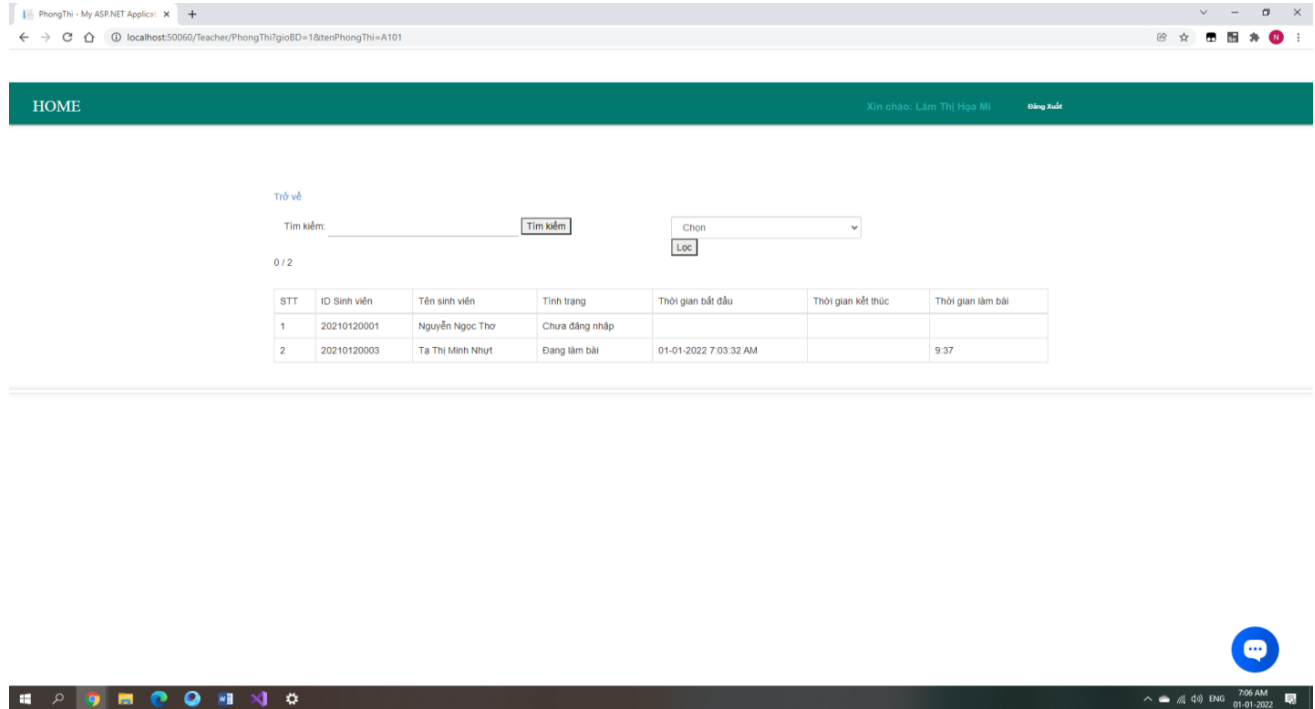 PhongThi - My ASP.NET Applicat
localhost:50060/Teacher/PhongThi?gioBD=1&tenPhongThi=A101
N
HOME
Xin chào: Lâm Thị Họa Mi
Đăng Xuất
Trở về
Tìm kiếm:
Tìm kiếm
Chọn
Lọc
0 / 2
STT ID Sinh viên Tên sinh viên Tình trạng Thời gian bắt đầu Thời gian kết thúc Thời gian làm bài
1 20210120001 Nguyễn Ngọc Thơ Chưa đăng nhập
2 20210120003 Tạ Thị Minh Nhựt Đang làm bài 01-01-2022 7:03:32 AM 9:37
ENG
7:06 AM
01-01-2022